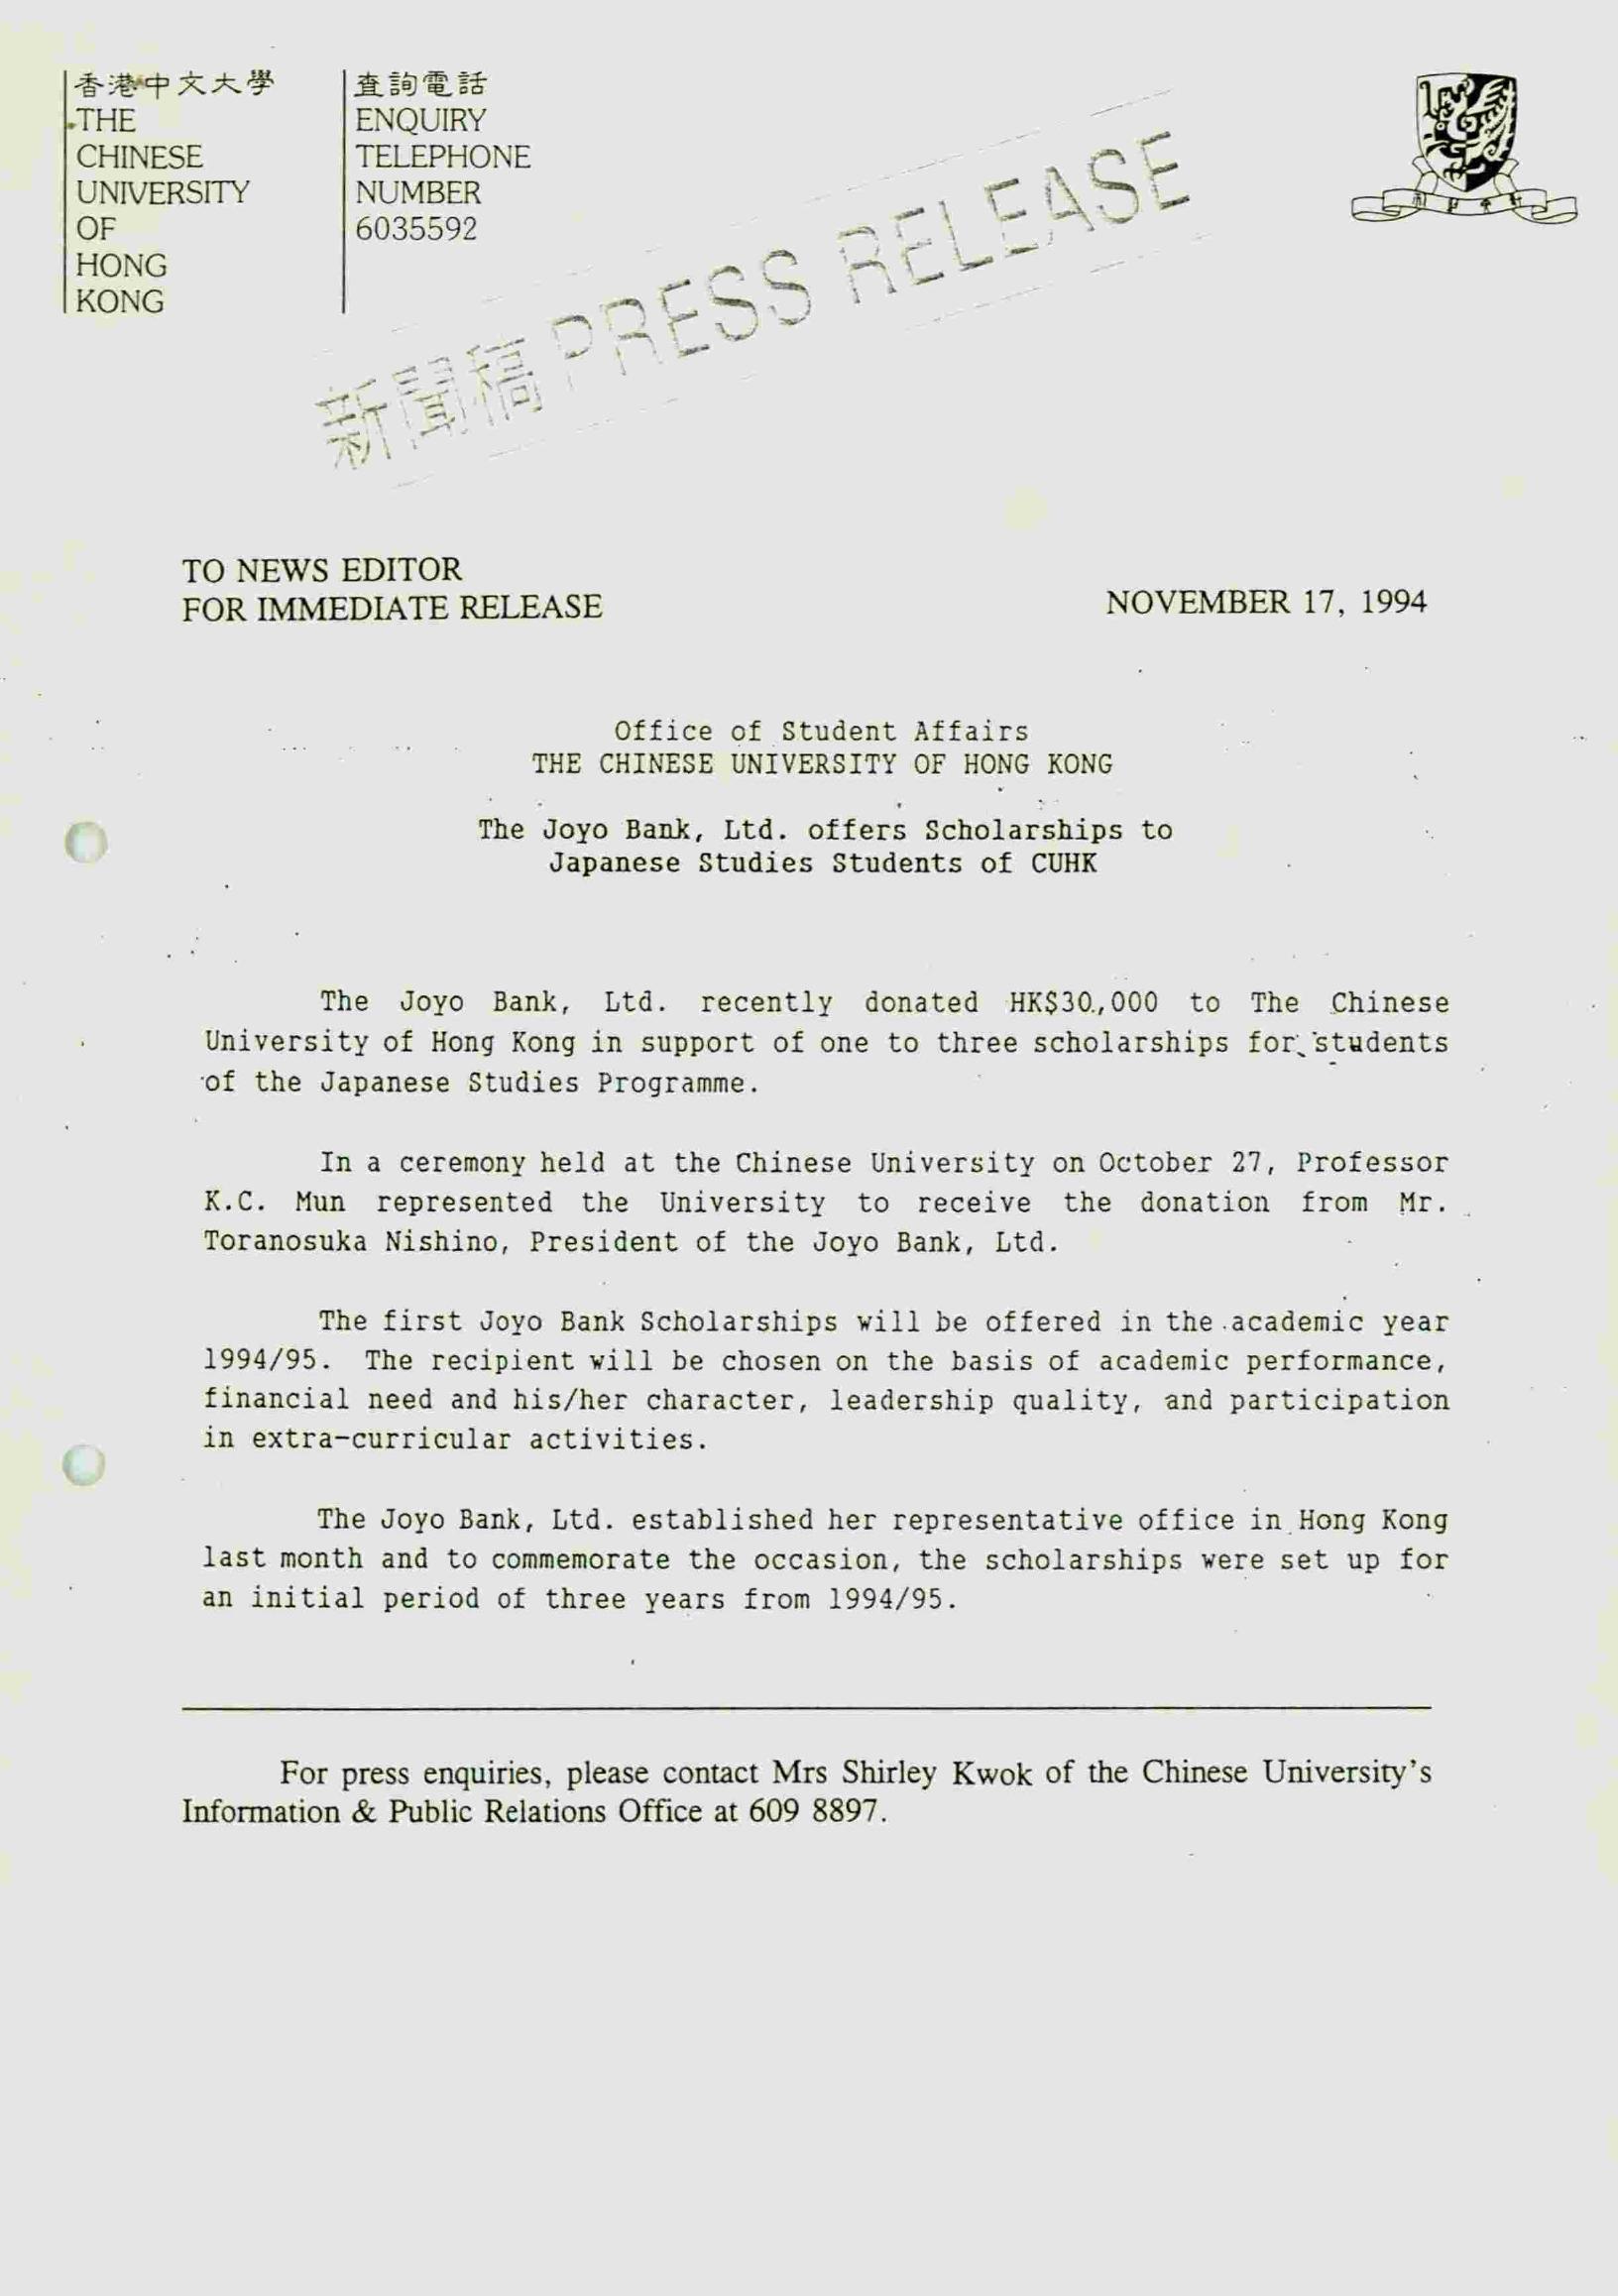 香港中文大學
THE
CHINESE
UNIVERSITY
OF
HONG
KONG
查詢電話
ENQUIRY
TELEPHONE
NUMBER
6035592
新聞稿 PRESS RELEASE
TO NEWS EDITOR
FOR IMMEDIATE RELEASE
NOVEMBER 17, 1994
Office of Student Affairs
THE CHINESE UNIVERSITY OF HONG KONG
The Joyo Bank, Ltd. offers Scholarships to
Japanese Studies Students of CUHK
The Joyo Bank, Ltd. recently donated HK$30,000 to The Chinese
University of Hong Kong in support of one to three scholarships for students
of the Japanese Studies Programme.
In a ceremony held at the Chinese University on October 27, Professor
K.C. Mun represented the University to receive the donation from Mr.
Toranosuka Nishino, President of the Joyo Bank, Ltd.
The first Joyo Bank Scholarships will be offered in the academic year
1994/95. The recipient will be chosen on the basis of academic performance,
financial need and his/her character, leadership quality, and participation
in extra-curricular activities.
The Joyo Bank, Ltd. established her representative office in Hong Kong
last month and to commemorate the occasion, the scholarships were set up for
an initial period of three years from 1994/95.
For press enquiries, please contact Mrs Shirley Kwok of the Chinese University's
Information & Public Relations Office at 609 8897.